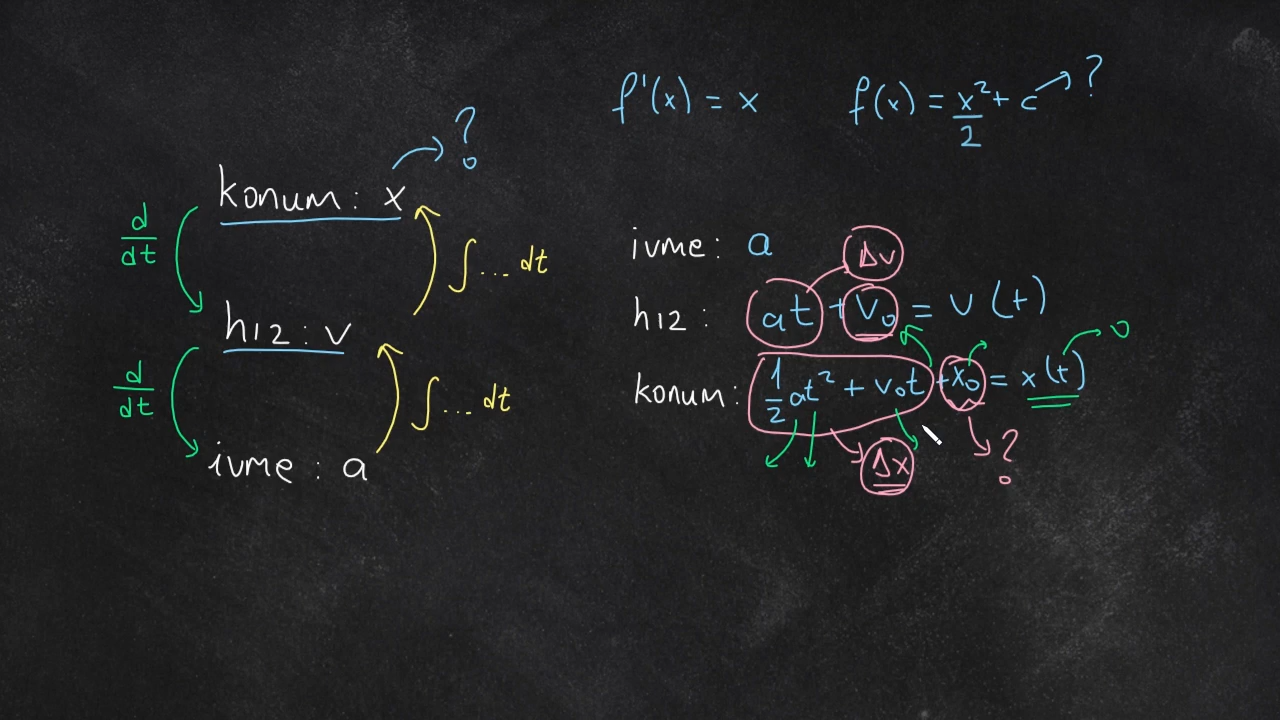 f'(x) = x
f(x) = x²/2 + c → ?
konum: x → ?
d/dt
∫... dt
hız: v
d/dt
∫... dt
ivme: a
ivme: a
Δv
hız: at + v₀ = v(t)
konum: 1/2 at² + v₀t + x₀ = x(t) → 0
Δx
?